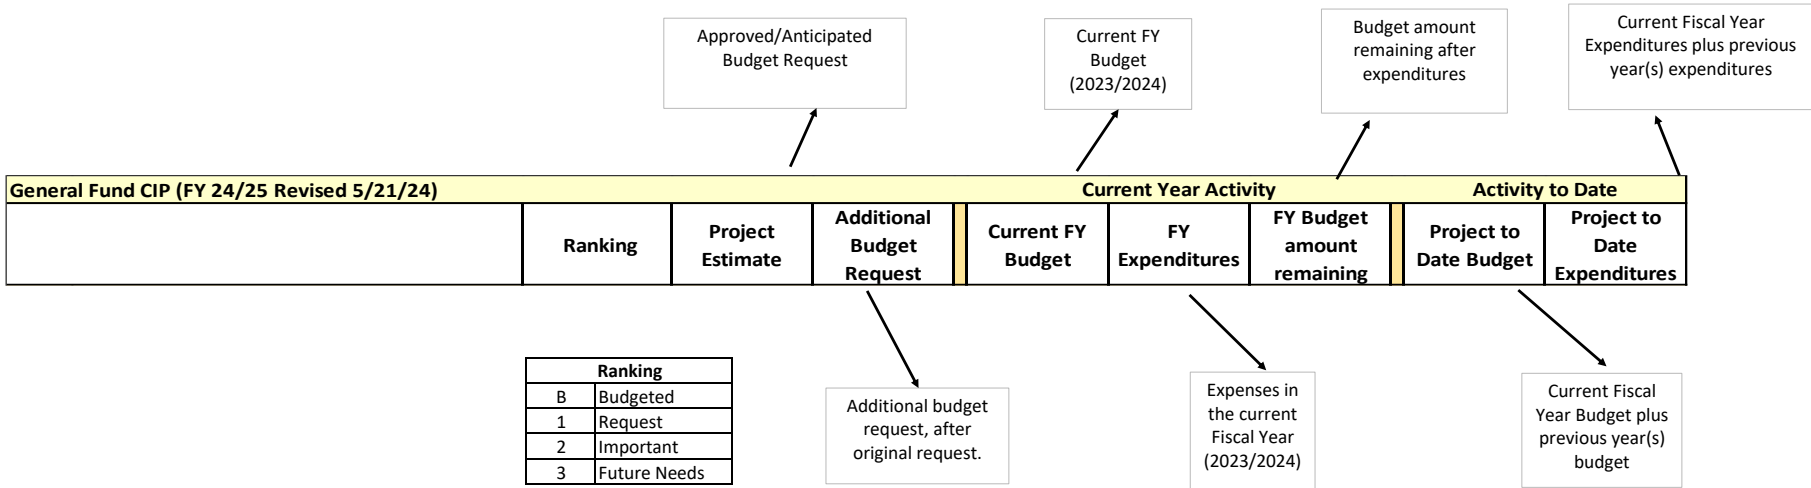 Approved/Anticipated
Budget Request
Current FY
Budget
(2023/2024)
Budget amount
remaining after
expenditures
Current Fiscal Year
Expenditures plus previous
year(s) expenditures
General Fund CIP (FY 24/25 Revised 5/21/24)
Current Year Activity
Activity to Date
Ranking
Project
Estimate
Additional
Budget
Request
Current FY
Budget
FY
Expenditures
FY Budget
amount
remaining
Project to
Date Budget
Project to
Date
Expenditures
Ranking
B Budgeted
1 Request
2 Important
3 Future Needs
Additional budget
request, after
original request.
Expenses in
the current
Fiscal Year
(2023/2024)
Current Fiscal
Year Budget plus
previous year(s)
budget